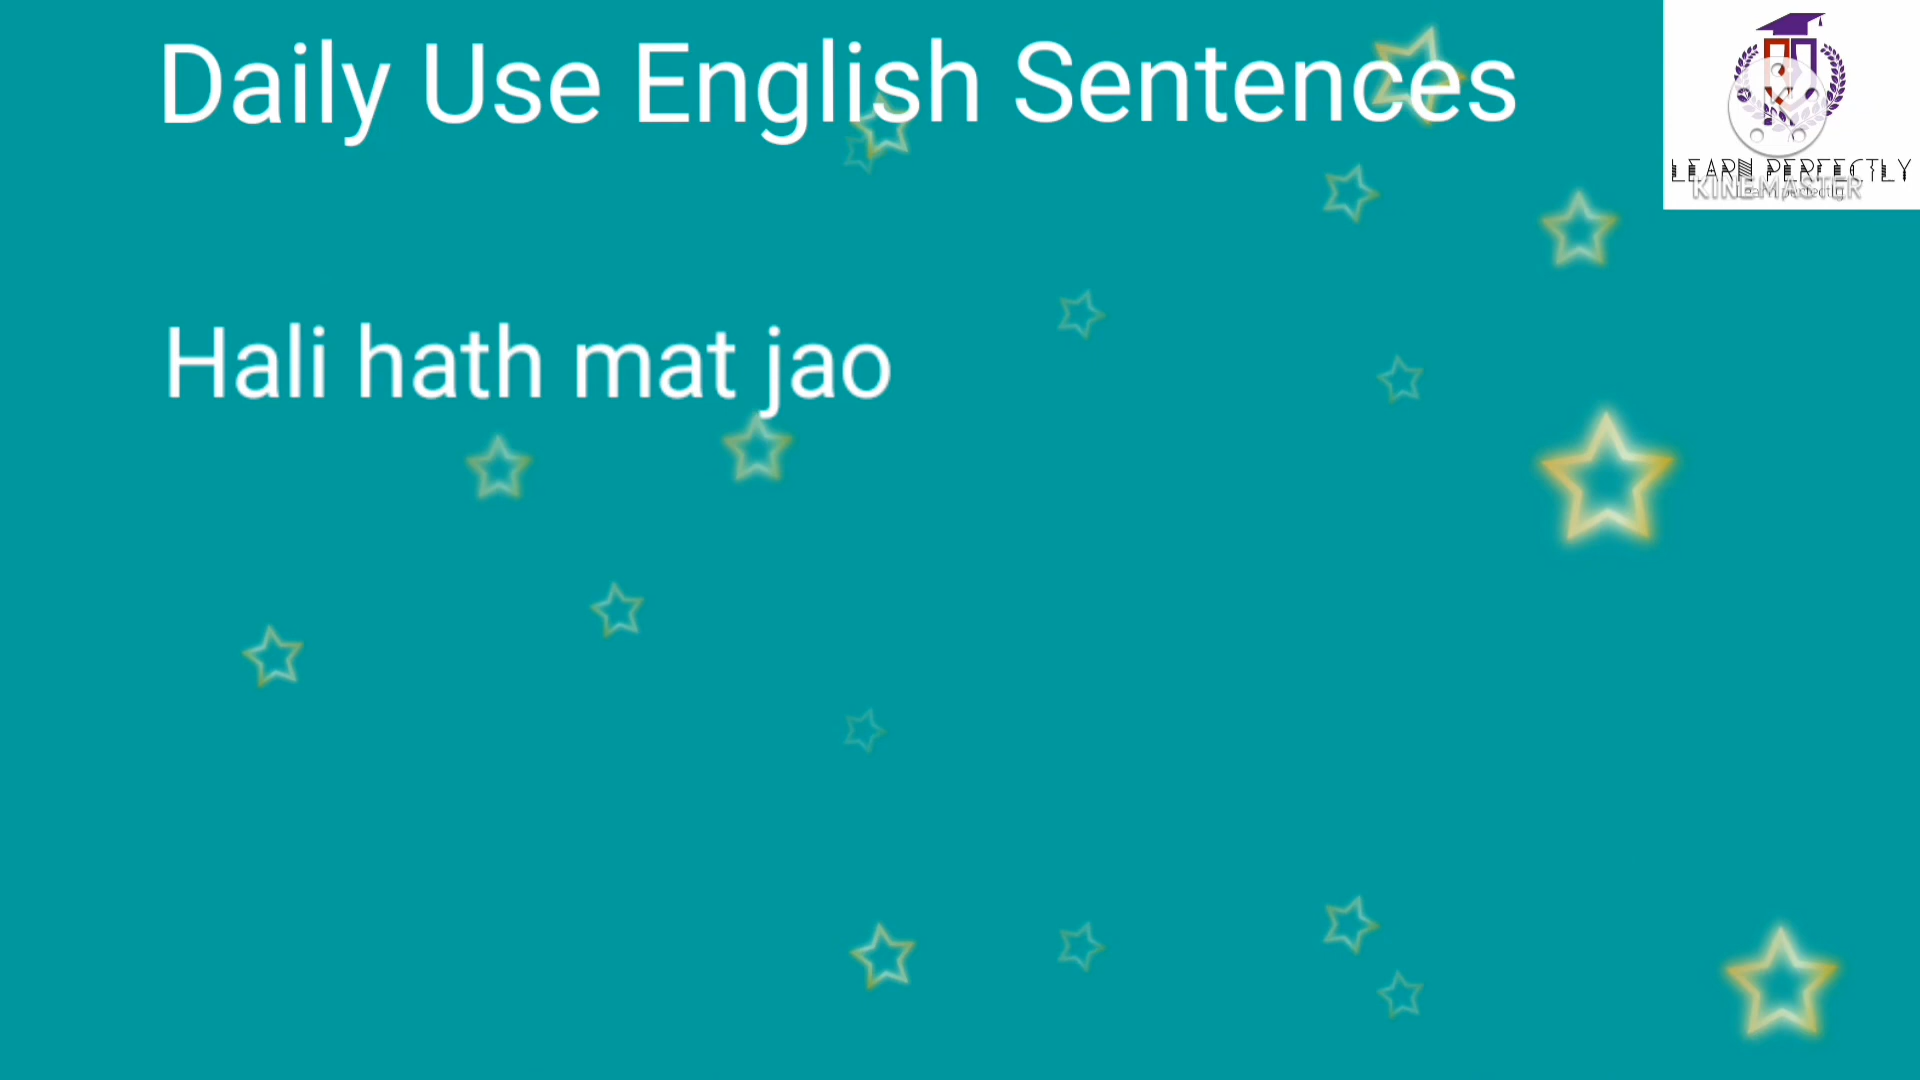 Daily Use English Sentences
LEARN PERFECTLY
KINEMASTER
Hali hath mat jao